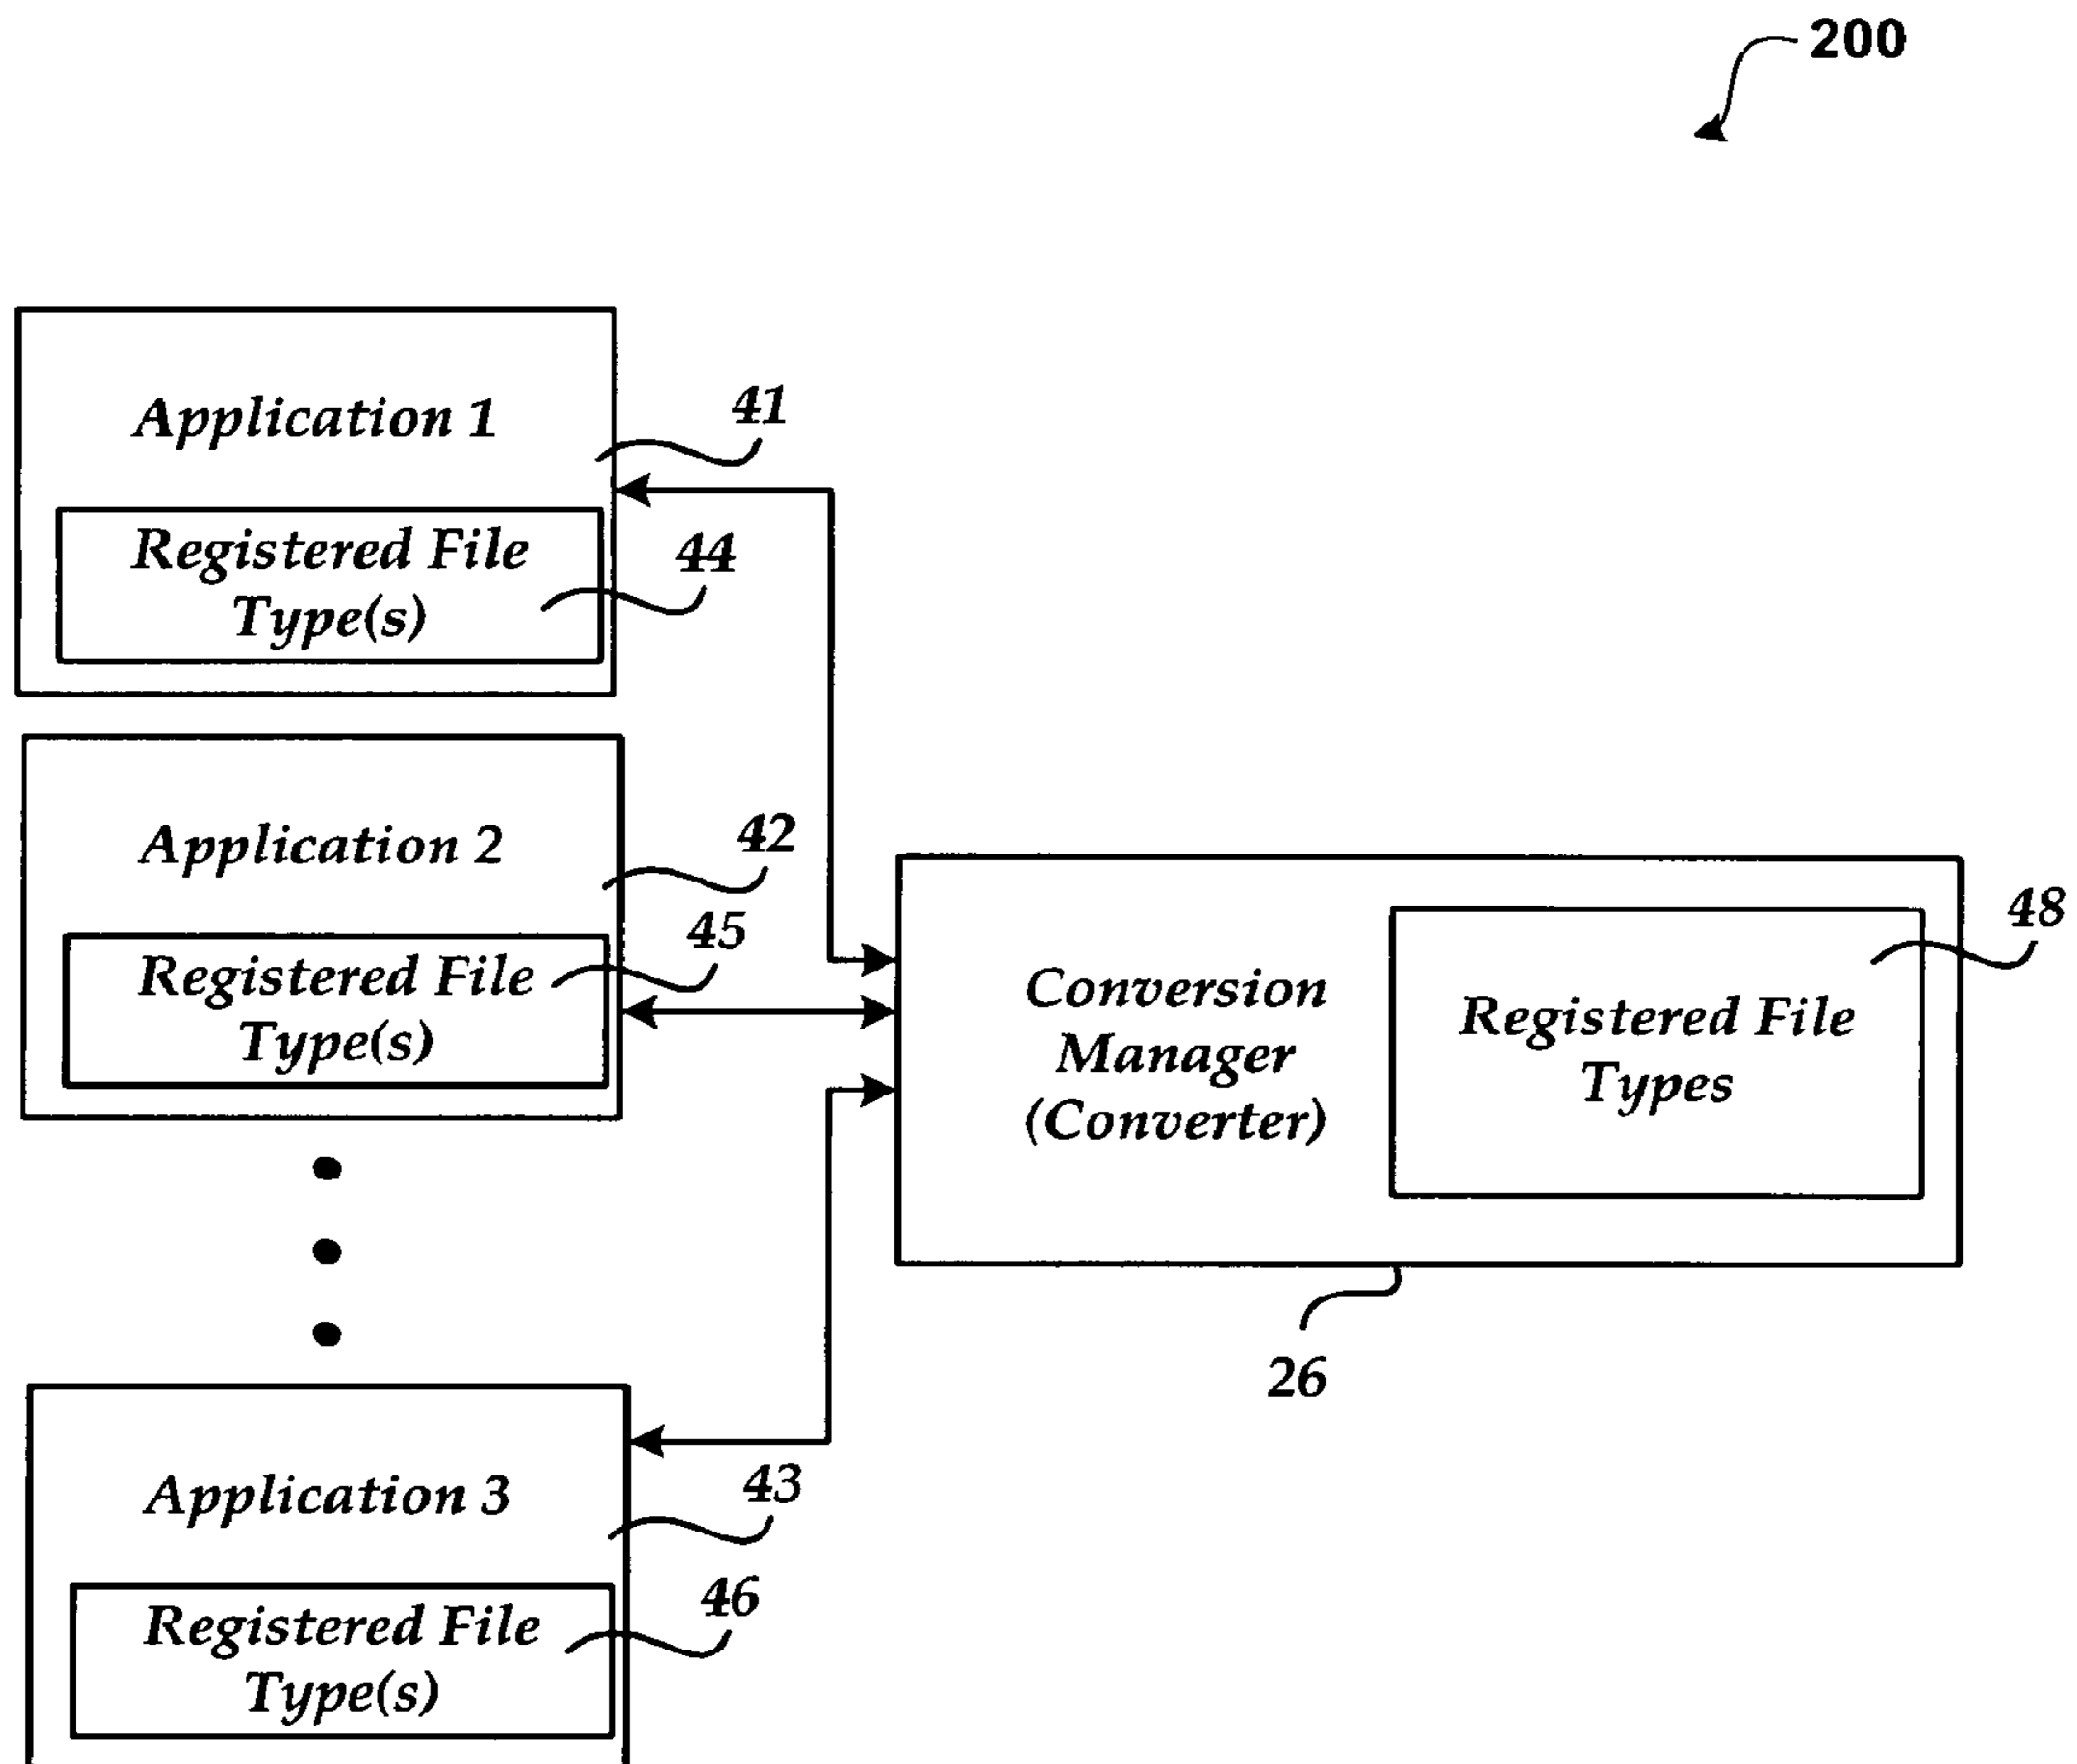 200
Application 1
41
Registered File
Type(s)
44
Application 2
42
Registered File
Type(s)
45
Conversion
Manager
(Converter)
Registered File
Types
48
26
Application 3
43
Registered File
Type(s)
46